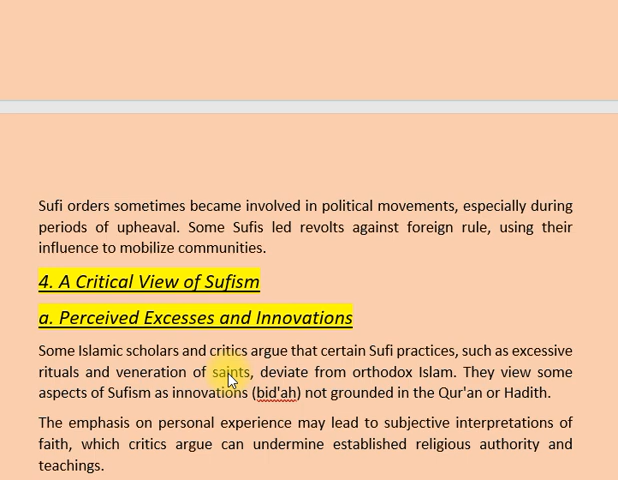 Sufi orders sometimes became involved in political movements, especially during
periods of upheaval. Some Sufis led revolts against foreign rule, using their
influence to mobilize communities.
4. A Critical View of Sufism
a. Perceived Excesses and Innovations
Some Islamic scholars and critics argue that certain Sufi practices, such as excessive
rituals and veneration of saints, deviate from orthodox Islam. They view some
aspects of Sufism as innovations (bid'ah) not grounded in the Qur'an or Hadith.
The emphasis on personal experience may lead to subjective interpretations of
faith, which critics argue can undermine established religious authority and
teachings.